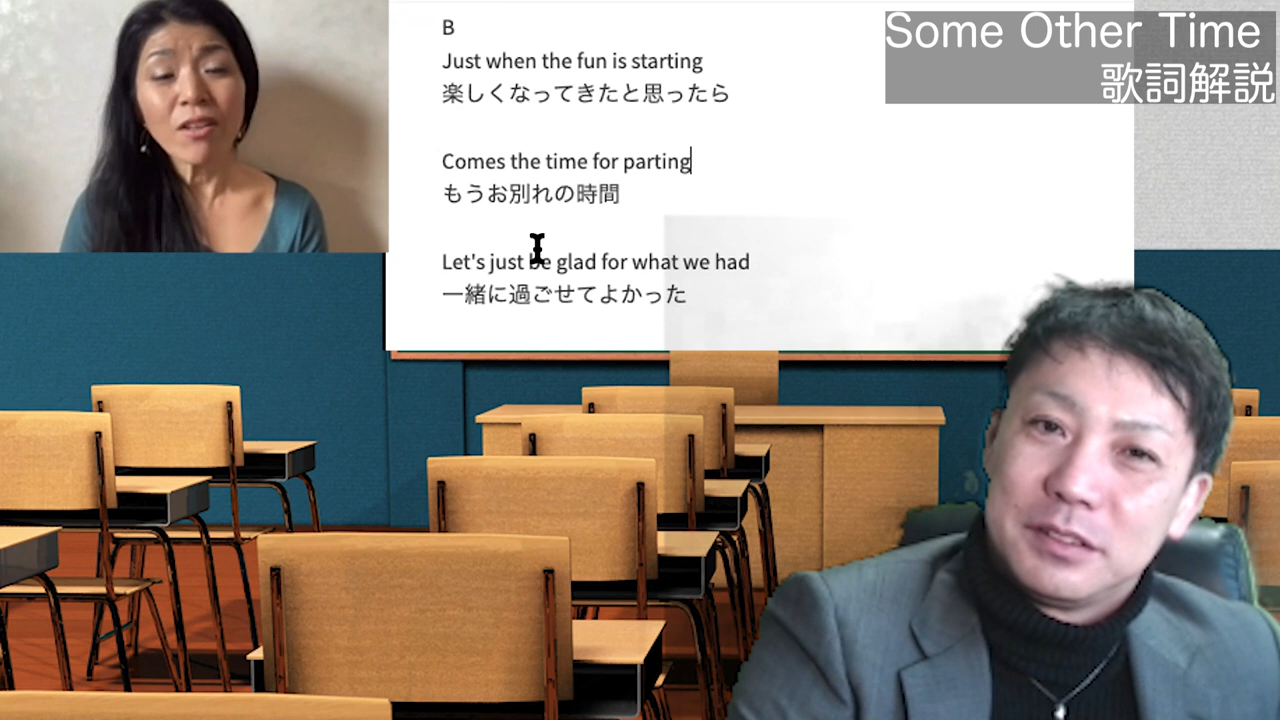 B
Just when the fun is starting
楽しくなってきたと思ったら
Comes the time for parting
もうお別れの時間
Let's just be glad for what we had
一緒に過ごせてよかった
Some Other Time
歌詞解説